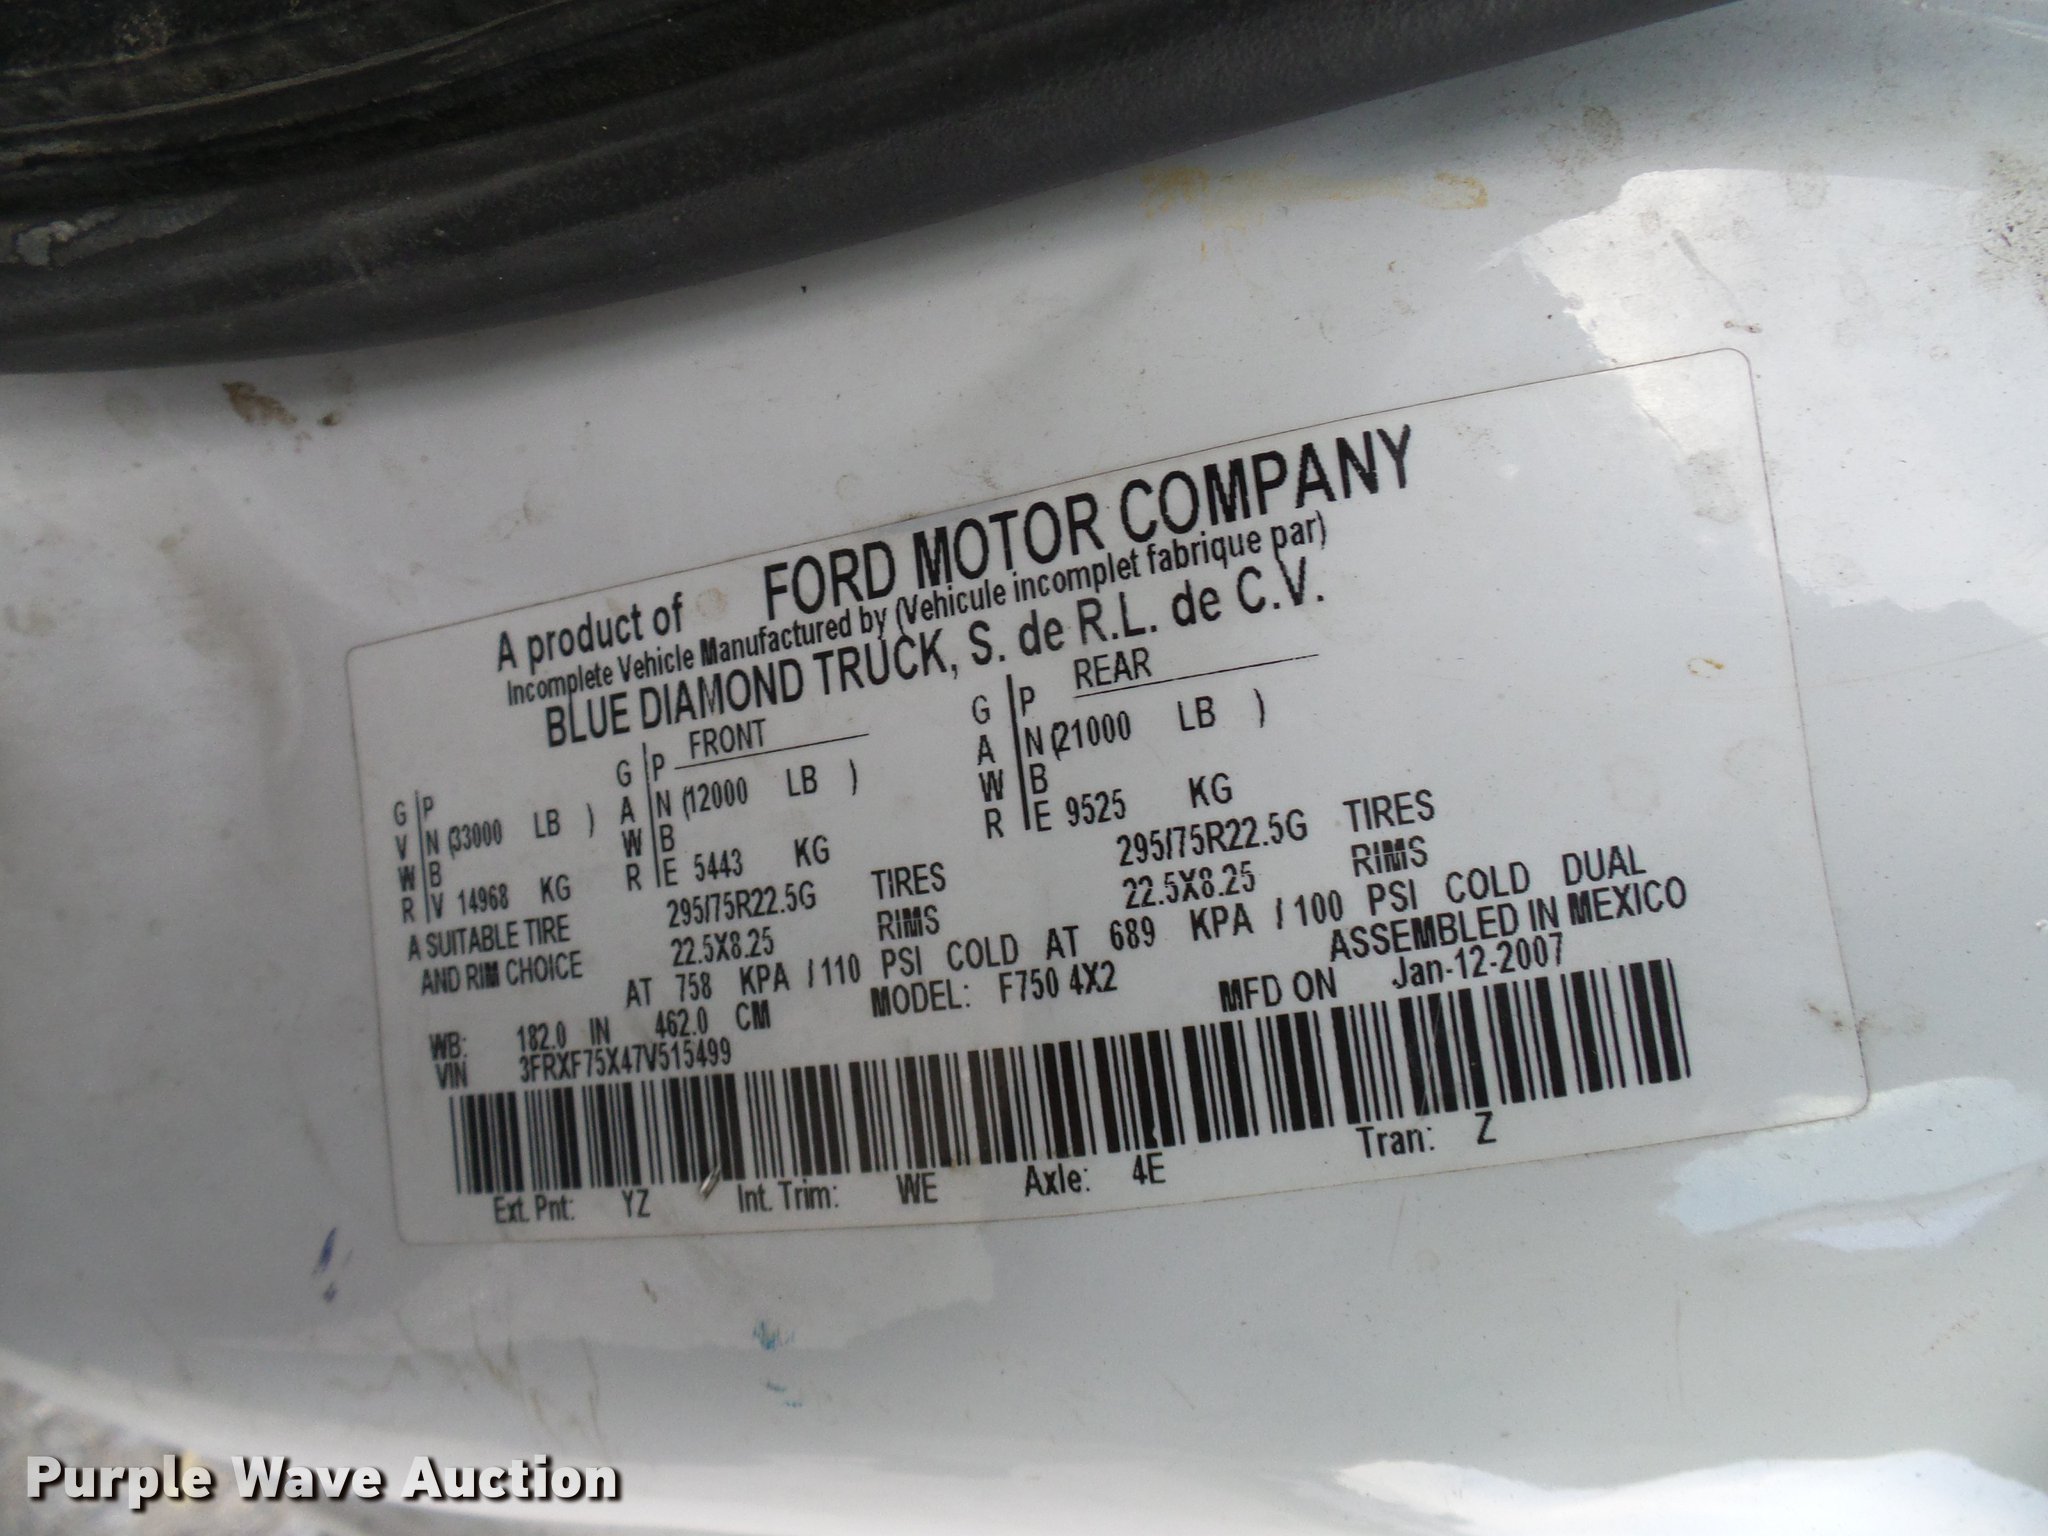 A product of FORD MOTOR COMPANY
Incomplete Vehicle Manufactured by (Vehicule incomplet fabrique par)
BLUE DIAMOND TRUCK, S. de R.L. de C.V.
FRONT REAR
G P G P G P
V N (33000 LB ) A N (12000 LB ) A N (21000 LB )
W B W B W B
R V 14968 KG R E 5443 KG R E 9525 KG
A SUITABLE TIRE 295/75R22.5G TIRES 295/75R22.5G TIRES
AND RIM CHOICE 22.5X8.25 RIMS 22.5X8.25 RIMS
AT 758 KPA / 110 PSI COLD AT 689 KPA / 100 PSI COLD DUAL
ASSEMBLED IN MEXICO
WB: 182.0 IN 462.0 CM MODEL: F750 4X2 MFD ON Jan-12-2007
VIN 3FRXF75X47V515499
Ext. Pnt: YZ Int. Trim: WE Axle: 4E Tran: Z
Purple Wave Auction